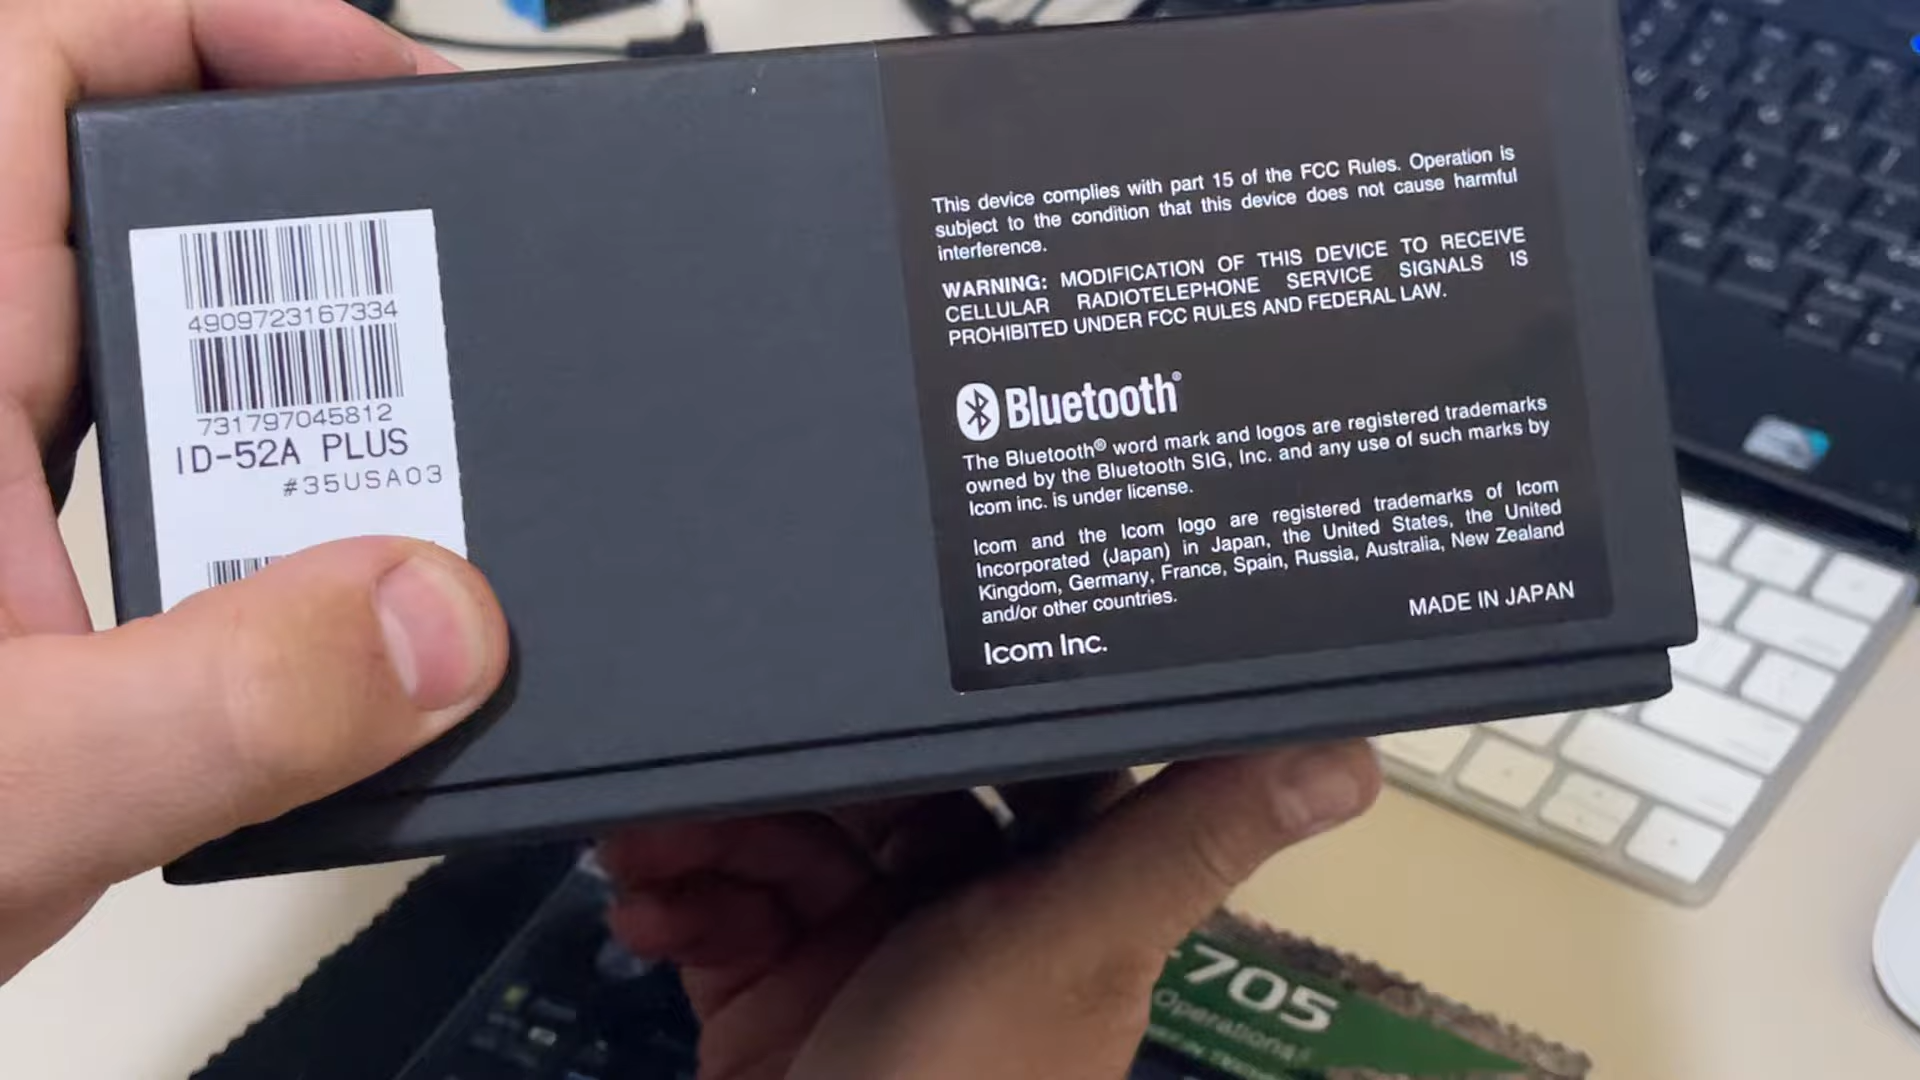 4909723167334
731797045812
ID-52A PLUS
#35USA03
This device complies with part 15 of the FCC Rules. Operation is
subject to the condition that this device does not cause harmful
interference.
WARNING: MODIFICATION OF THIS DEVICE TO RECEIVE
CELLULAR RADIOTELEPHONE SERVICE SIGNALS IS
PROHIBITED UNDER FCC RULES AND FEDERAL LAW.
Bluetooth®
The Bluetooth® word mark and logos are registered trademarks
owned by the Bluetooth SIG, Inc. and any use of such marks by
Icom inc. is under license.
Icom and the Icom logo are registered trademarks of Icom
Incorporated (Japan) in Japan, the United States, the United
Kingdom, Germany, France, Spain, Russia, Australia, New Zealand
and/or other countries.
MADE IN JAPAN
Icom Inc.
705
Operations